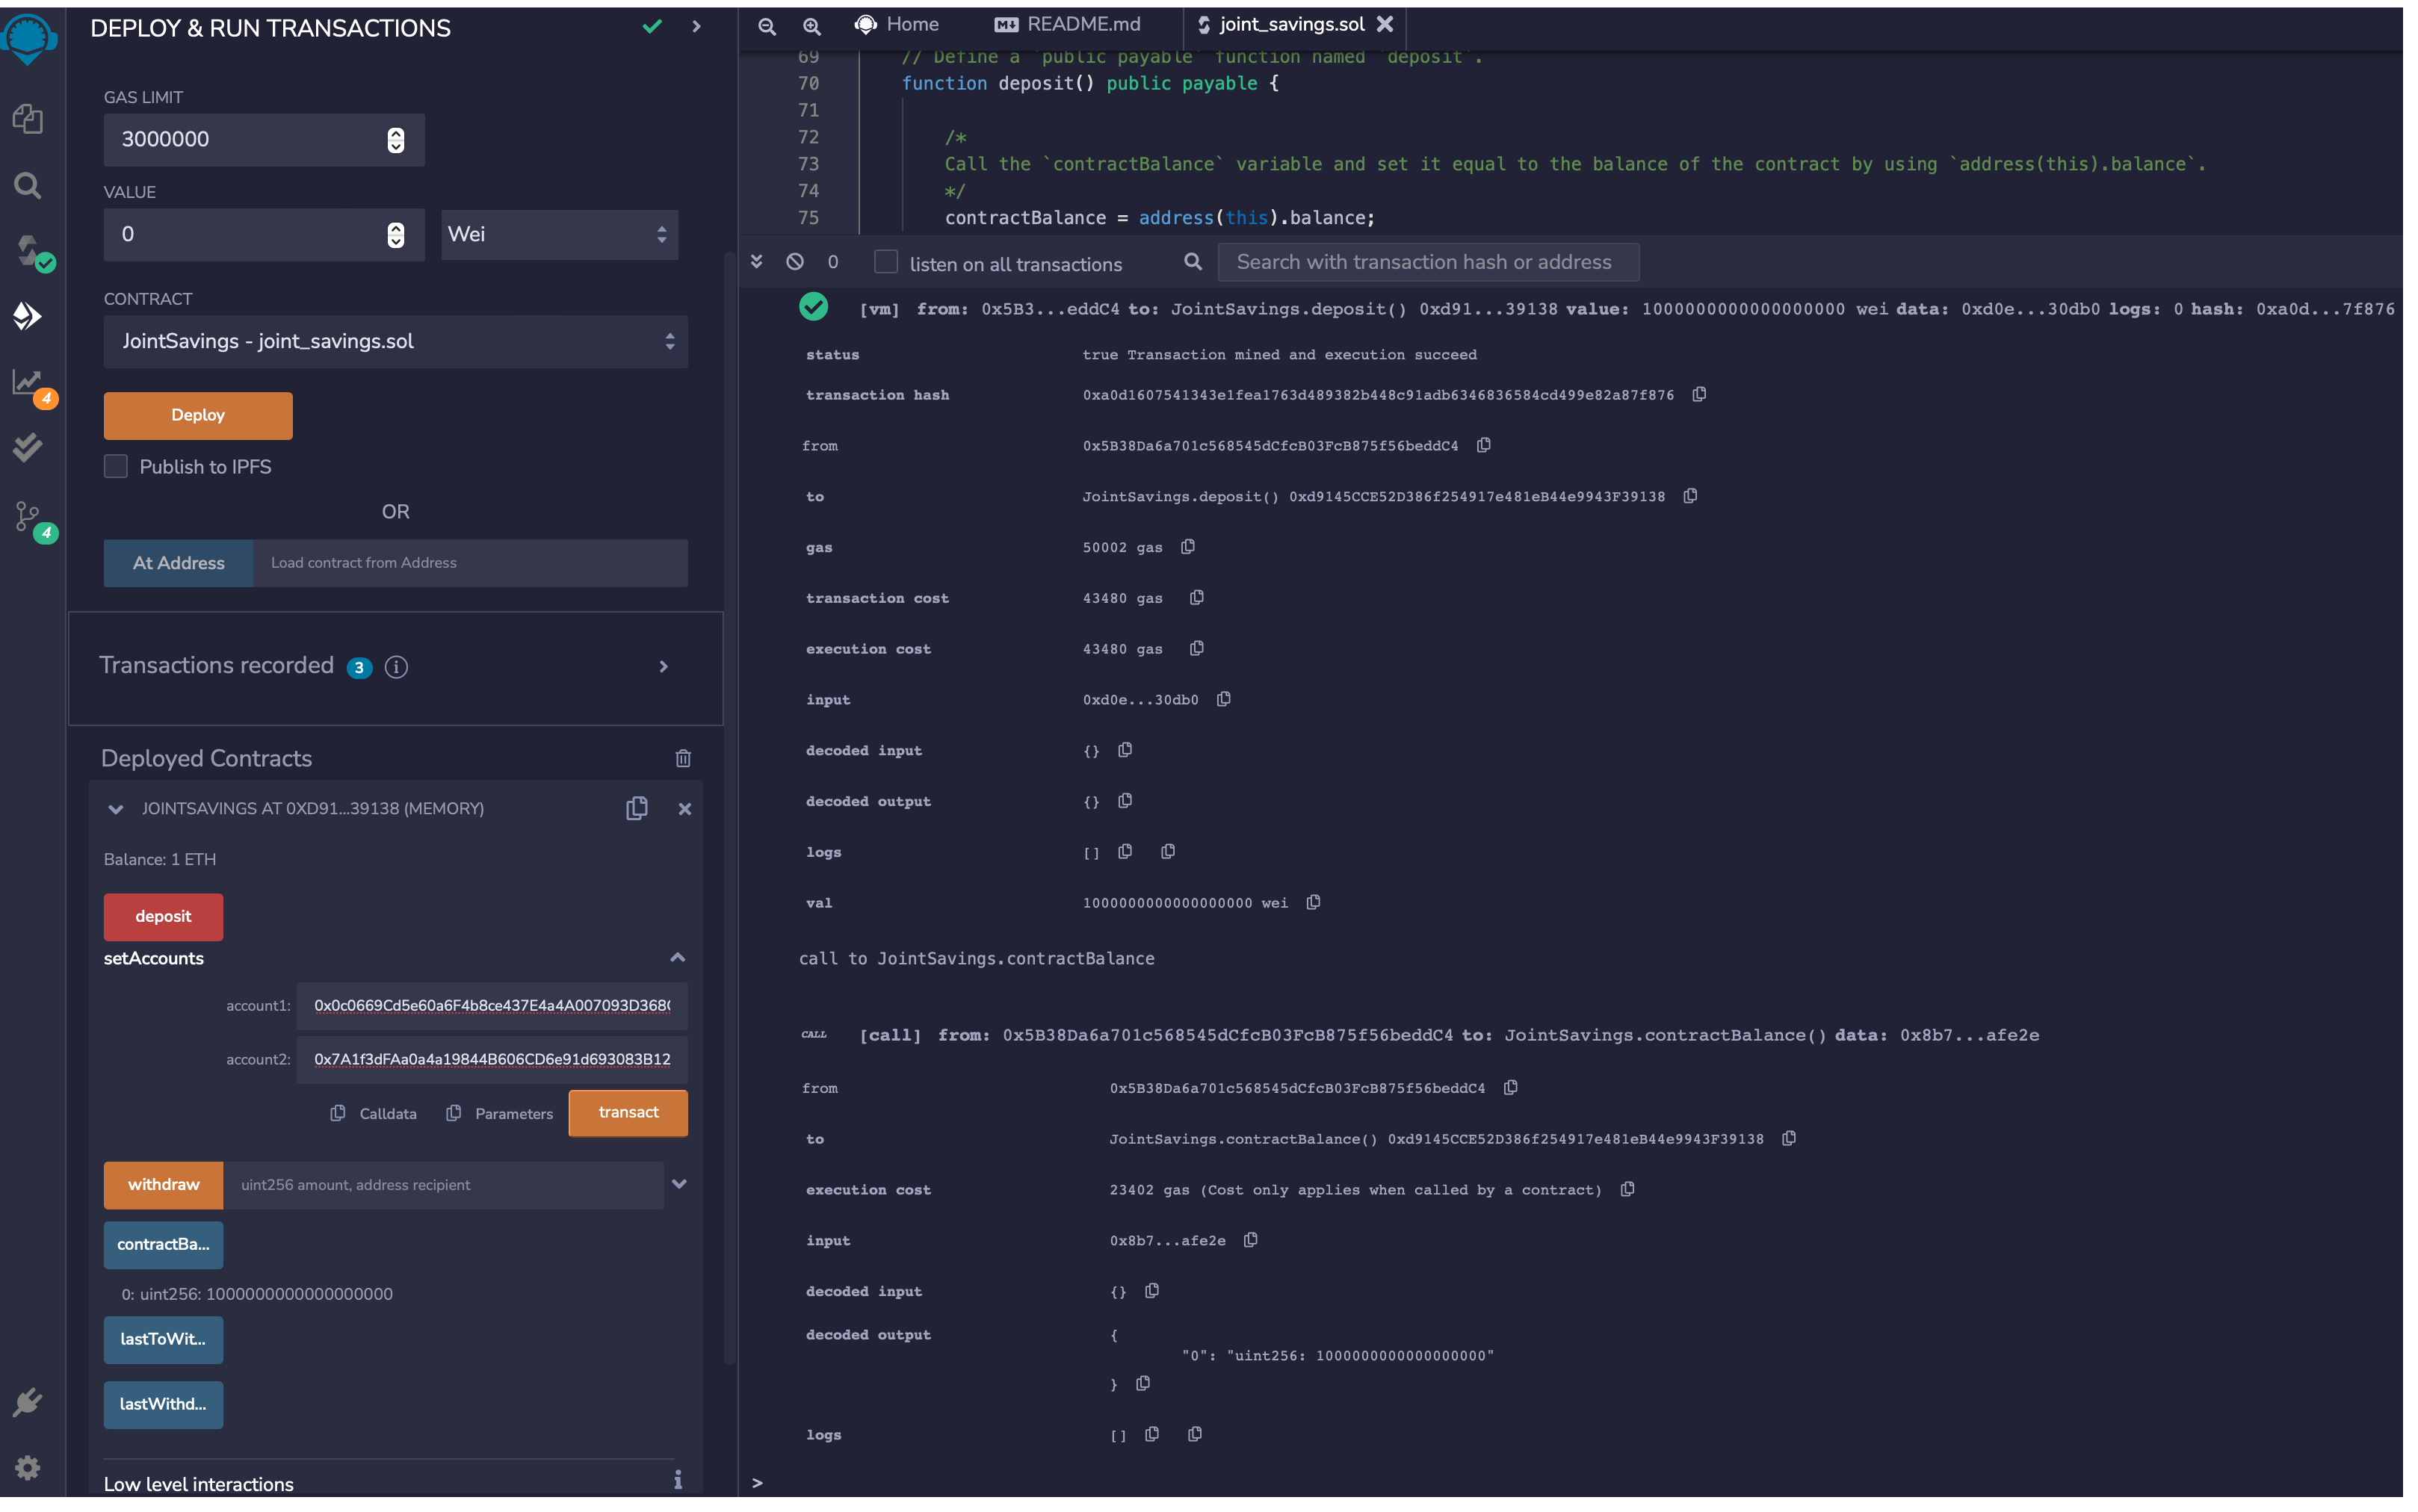 DEPLOY & RUN TRANSACTIONS
GAS LIMIT
3000000
VALUE
0
Wei
CONTRACT
JointSavings - joint_savings.sol
4
Deploy
Publish to IPFS
OR
4
At Address
Load contract from Address
Transactions recorded 3 i
Deployed Contracts
JOINTSAVINGS AT 0XD91...39138 (MEMORY)
Balance: 1 ETH
deposit
setAccounts
account1: 0x0c0669Cd5e60a6F4b8ce437E4a4A007093D368
account2: 0x7A1f3dFAa0a4a19844B606CD6e91d693083B12
Calldata Parameters transact
withdraw uint256 amount, address recipient
contractBa...
0: uint256: 1000000000000000000
lastToWit...
lastWithd...
Low level interactions i
Home README.md joint_savings.sol
69 // Define a `public payable` function named `deposit`.
70 function deposit() public payable {
71
72 /*
73 Call the `contractBalance` variable and set it equal to the balance of the contract by using `address(this).balance`.
74 */
75 contractBalance = address(this).balance;
0 listen on all transactions Search with transaction hash or address
[vm] from: 0x5B3...eddC4 to: JointSavings.deposit() 0xd91...39138 value: 1000000000000000000 wei data: 0xd0e...30db0 logs: 0 hash: 0xa0d...7f876
status true Transaction mined and execution succeed
transaction hash 0xa0d1607541343e1fea1763d489382b448c91adb6346836584cd499e82a87f876
from 0x5B38Da6a701c568545dCfcB03FcB875f56beddC4
to JointSavings.deposit() 0xd9145CCE52D386f254917e481eB44e9943F39138
gas 50002 gas
transaction cost 43480 gas
execution cost 43480 gas
input 0xd0e...30db0
decoded input {}
decoded output {}
logs []
val 1000000000000000000 wei
call to JointSavings.contractBalance
CALL [call] from: 0x5B38Da6a701c568545dCfcB03FcB875f56beddC4 to: JointSavings.contractBalance() data: 0x8b7...afe2e
from 0x5B38Da6a701c568545dCfcB03FcB875f56beddC4
to JointSavings.contractBalance() 0xd9145CCE52D386f254917e481eB44e9943F39138
execution cost 23402 gas (Cost only applies when called by a contract)
input 0x8b7...afe2e
decoded input {}
decoded output {
"0": "uint256: 1000000000000000000"
}
logs []
>